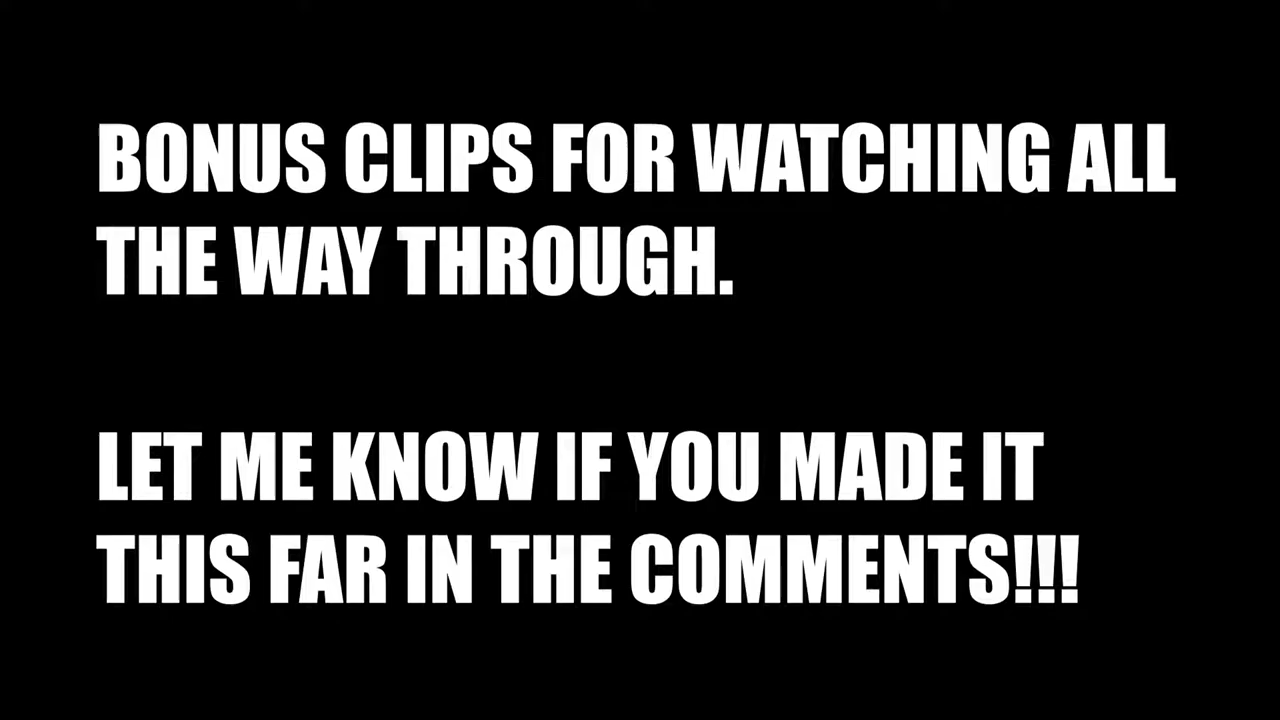 BONUS CLIPS FOR WATCHING ALL
THE WAY THROUGH.
LET ME KNOW IF YOU MADE IT
THIS FAR IN THE COMMENTS!!!